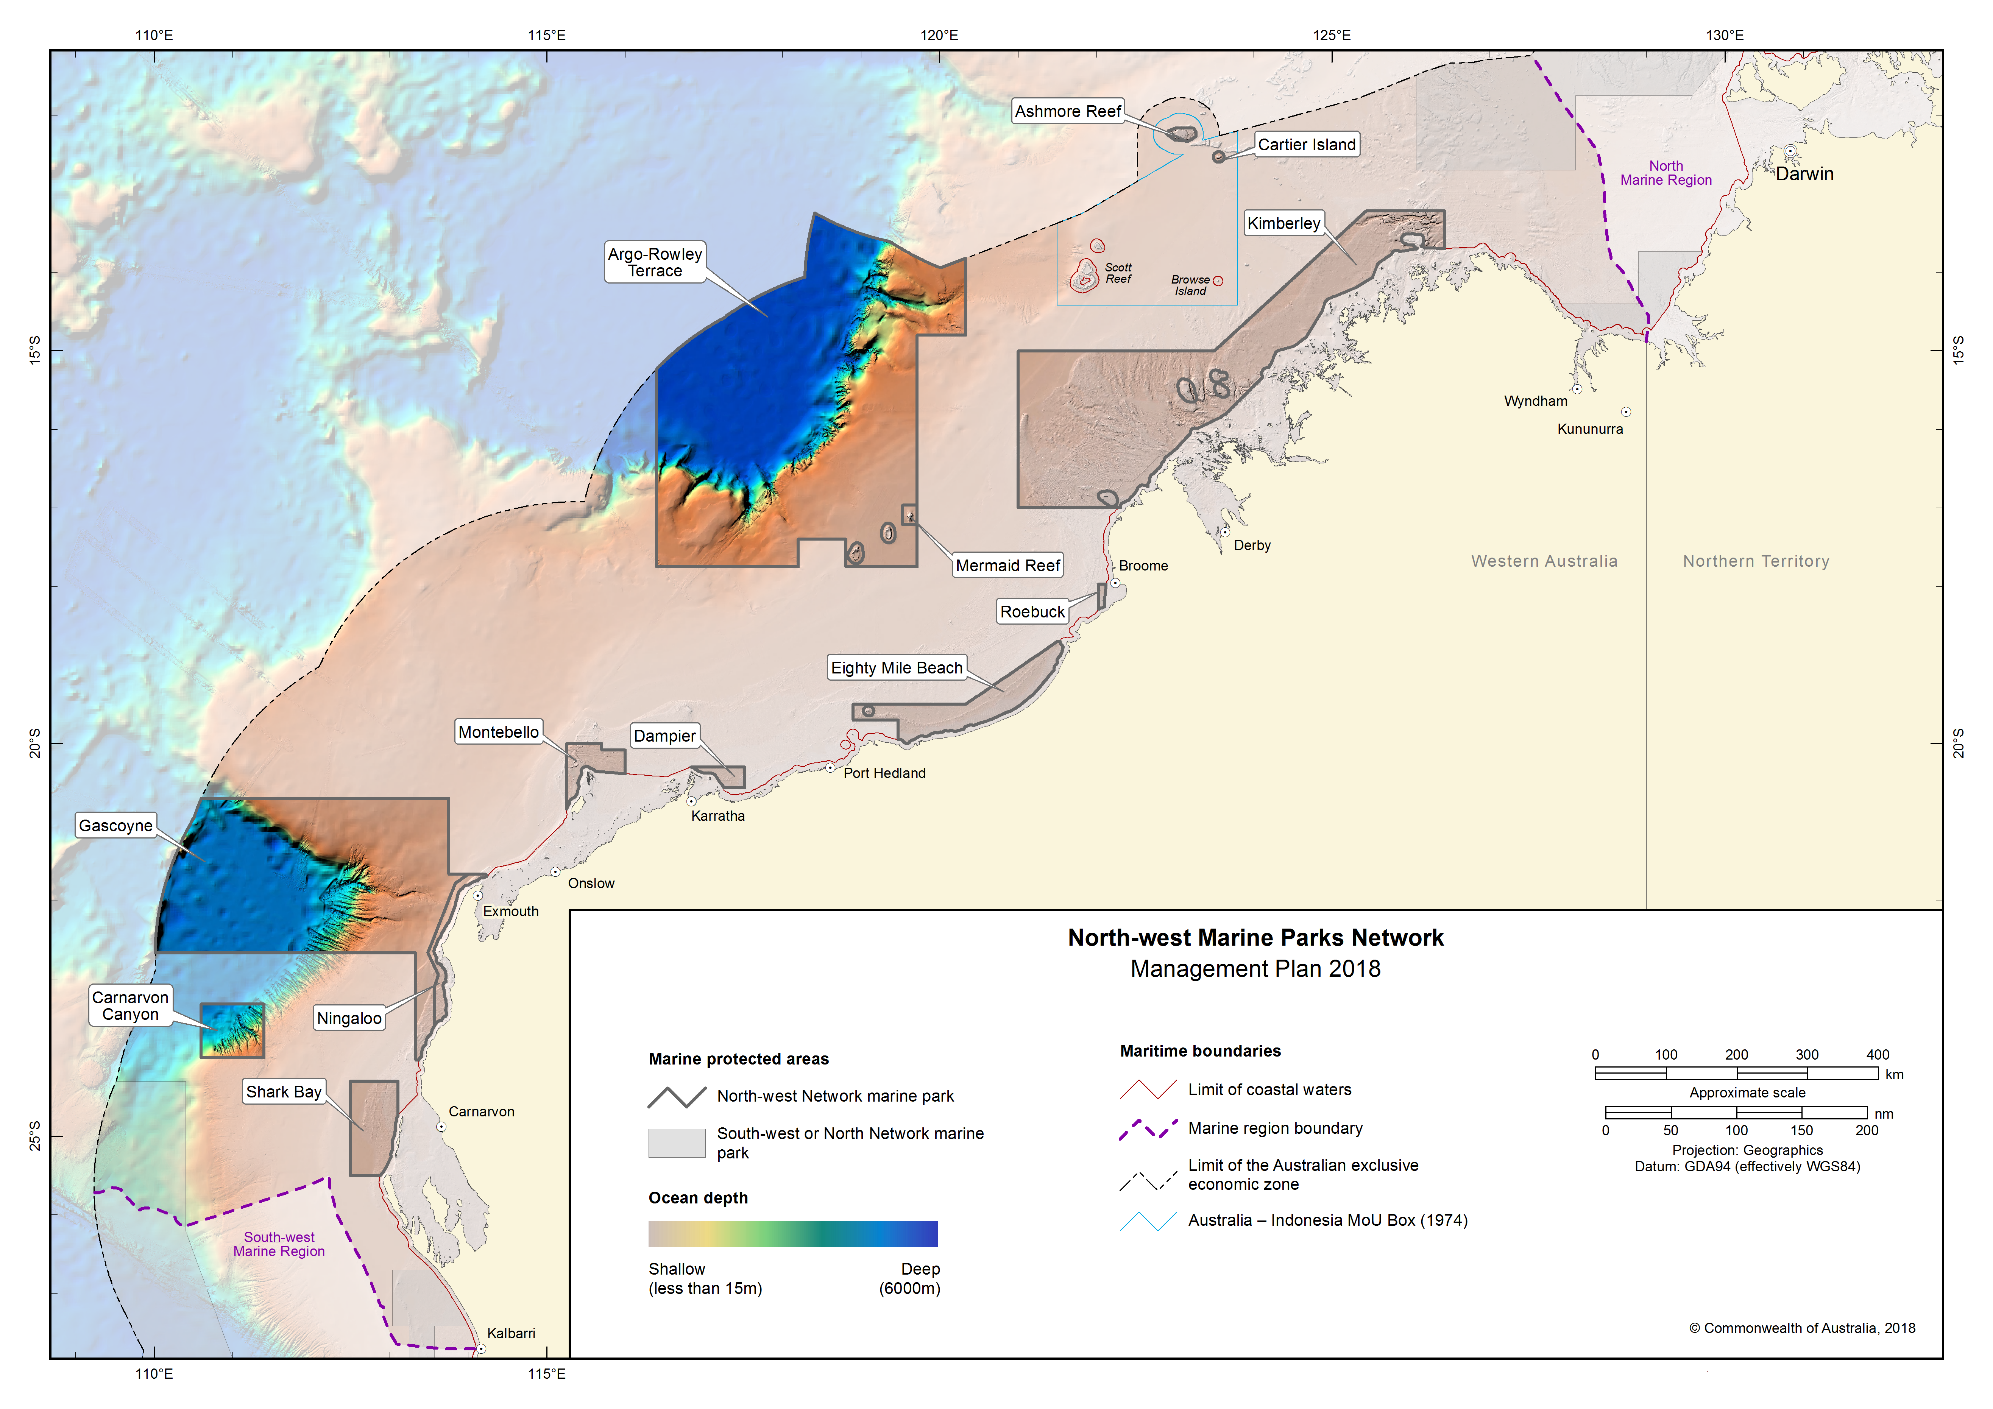 110°E
115°E
120°E
125°E
130°E
Ashmore Reef
Cartier Island
North
Marine Region
Darwin
Kimberley
Argo-Rowley
Terrace
Scott
Reef
Browse
Island
15°S
15°S
Wyndham
Kununurra
Derby
Mermaid Reef
Broome
Western Australia
Northern Territory
Roebuck
Eighty Mile Beach
Montebello
Dampier
20°S
20°S
Port Hedland
Karratha
Gascoyne
Onslow
Exmouth
Carnarvon
Canyon
Ningaloo
Shark Bay
Carnarvon
25°S
South-west
Marine Region
Kalbarri
110°E
115°E
North-west Marine Parks Network
Management Plan 2018
Marine protected areas
North-west Network marine park
South-west or North Network marine
park
Ocean depth
Shallow
(less than 15m)
Deep
(6000m)
Maritime boundaries
Limit of coastal waters
Marine region boundary
Limit of the Australian exclusive
economic zone
Australia – Indonesia MoU Box (1974)
0 100 200 300 400
km
Approximate scale
nm
0 50 100 150 200
Projection: Geographics
Datum: GDA94 (effectively WGS84)
© Commonwealth of Australia, 2018